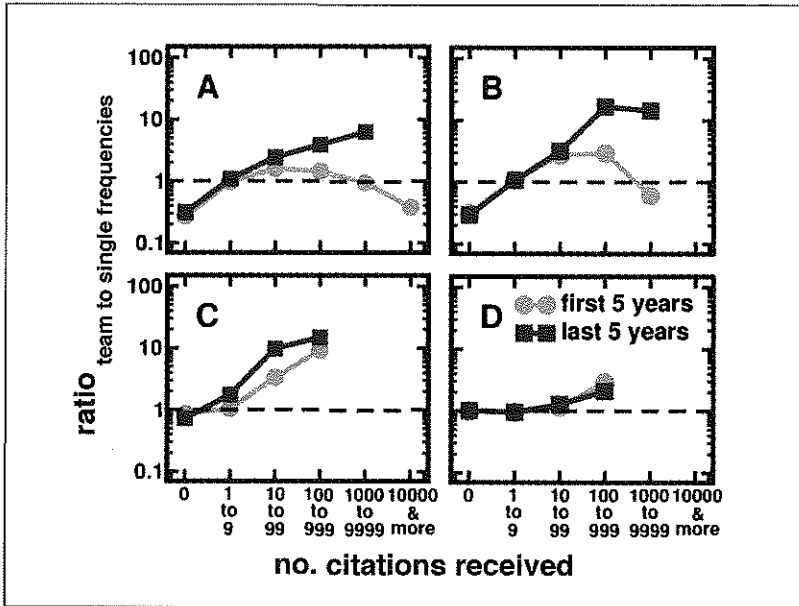 ratio team to single frequencies
100
10
1
0.1
A
B
100
10
1
0.1
C
D
first 5 years
last 5 years
0
1
to
9
10
to
99
100
to
999
1000
to
9999
10000
&
more
0
1
to
9
10
to
99
100
to
999
1000
to
9999
10000
&
more
no. citations received